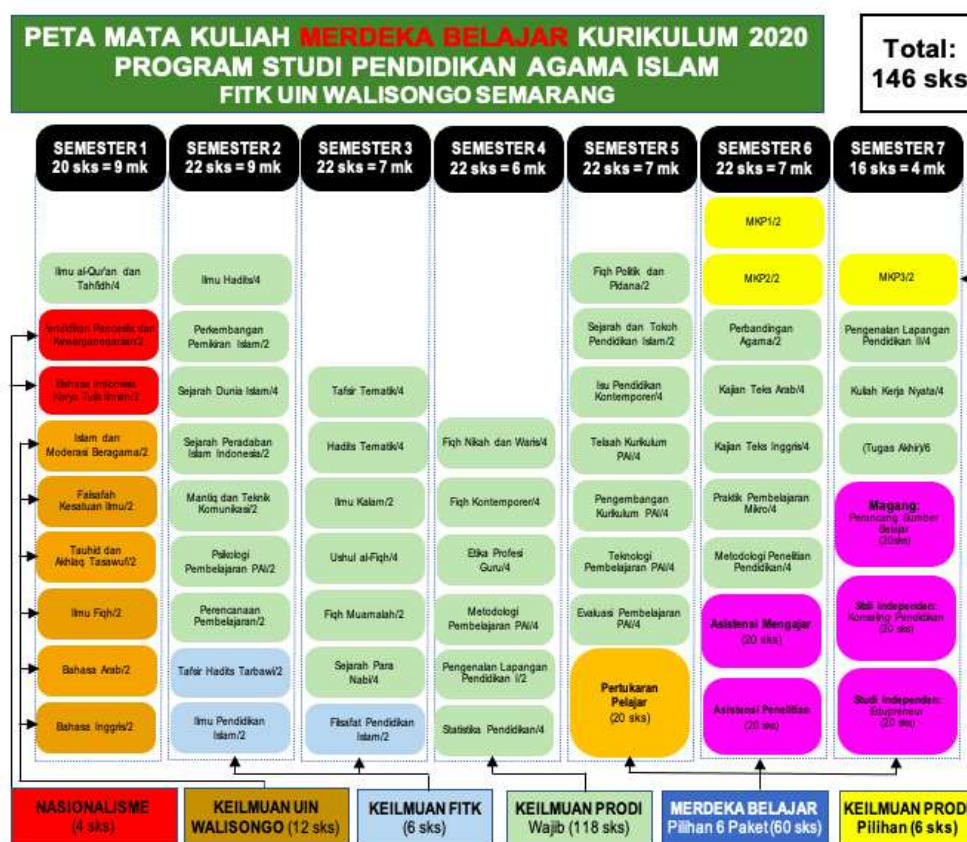 PETA MATA KULIAH MERDEKA BELAJAR KURIKULUM 2020
PROGRAM STUDI PENDIDIKAN AGAMA ISLAM
FITK UIN WALISONGO SEMARANG
Total:
146 sks
SEMESTER 1
20 sks = 9 mk
Ilmu al-Qur'an dan
Tahfidh/4
Pendidikan Pancasila dan
Kewarganegaraan/2
Bahasa Indonesia
Karya Tulis Ilmiah/2
Islam dan
Moderasi Beragama/2
Falsafah
Kesatuan Ilmu/2
Tauhid dan
Akhlaq Tasawuf/2
Ilmu Fiqh/2
Bahasa Arab/2
Bahasa Inggris/2
SEMESTER 2
22 sks = 9 mk
Ilmu Hadits/4
Perkembangan
Pemikiran Islam/2
Sejarah Dunia Islam/4
Sejarah Peradaban
Islam Indonesia/2
Mantiq dan Teknik
Komunikasi/2
Psikologi
Pembelajaran PAI/2
Perencanaan
Pembelajaran/2
Tafsir Hadits Tarbawi/2
Ilmu Pendidikan
Islam/2
SEMESTER 3
22 sks = 7 mk
Tafsir Tematik/4
Hadits Tematik/4
Ilmu Kalam/2
Ushul al-Fiqh/4
Fiqh Muamalah/2
Sejarah Para
Nabi/4
Filsafat Pendidikan
Islam/2
SEMESTER 4
22 sks = 6 mk
Fiqh Nikah dan Waris/4
Fiqh Kontemporer/4
Etika Profesi
Guru/4
Metodologi
Pembelajaran PAI/4
Pengenalan Lapangan
Pendidikan I/2
Statistika Pendidikan/4
SEMESTER 5
22 sks = 7 mk
Fiqh Politik dan
Pidana/2
Sejarah dan Tokoh
Pendidikan Islam/2
Isu Pendidikan
Kontemporer/4
Telaah Kurikulum
PAI/4
Pengembangan
Kurikulum PAI/4
Teknologi
Pembelajaran PAI/4
Evaluasi Pembelajaran
PAI/4
Pertukaran
Pelajar
(20 sks)
SEMESTER 6
22 sks = 7 mk
MKP1/2
MKP2/2
Perbandingan
Agama/2
Kajian Teks Arab/4
Kajian Teks Inggris/4
Praktik Pembelajaran
Mikro/4
Metodologi Penelitian
Pendidikan/4
Asistensi Mengajar
(20 sks)
Asistensi Penelitian
(20 sks)
SEMESTER 7
16 sks = 4 mk
MKP3/2
Pengenalan Lapangan
Pendidikan II/4
Kuliah Kerja Nyata/4
(Tugas Akhir)/6
Magang:
Perancang Sumber
Belajar
(20sks)
Stdi Independen:
Konseling Pendidikan
(20 sks)
Studi Independen:
Edupreneur
(20 sks)
NASIONALISME
(4 sks)
KEILMUAN UIN
WALISONGO (12 sks)
KEILMUAN FITK
(6 sks)
KEILMUAN PRODI
Wajib (118 sks)
MERDEKA BELAJAR
Pilihan 6 Paket (60 sks)
KEILMUAN PROD
Pilihan (6 sks)